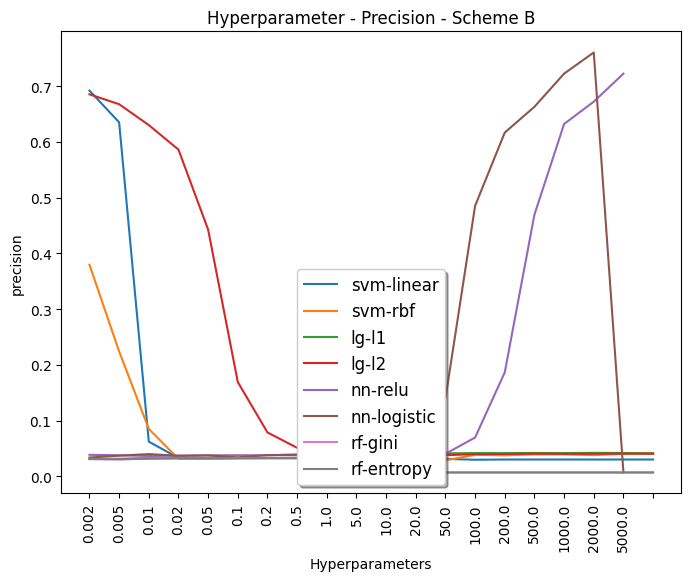 Hyperparameter - Precision - Scheme B
precision
0.7
0.6
0.5
0.4
0.3
0.2
0.1
0.0
svm-linear
svm-rbf
lg-l1
lg-l2
nn-relu
nn-logistic
rf-gini
rf-entropy
0.002
0.005
0.01
0.02
0.05
0.1
0.2
0.5
1.0
5.0
10.0
20.0
50.0
100.0
200.0
500.0
1000.0
2000.0
5000.0
Hyperparameters